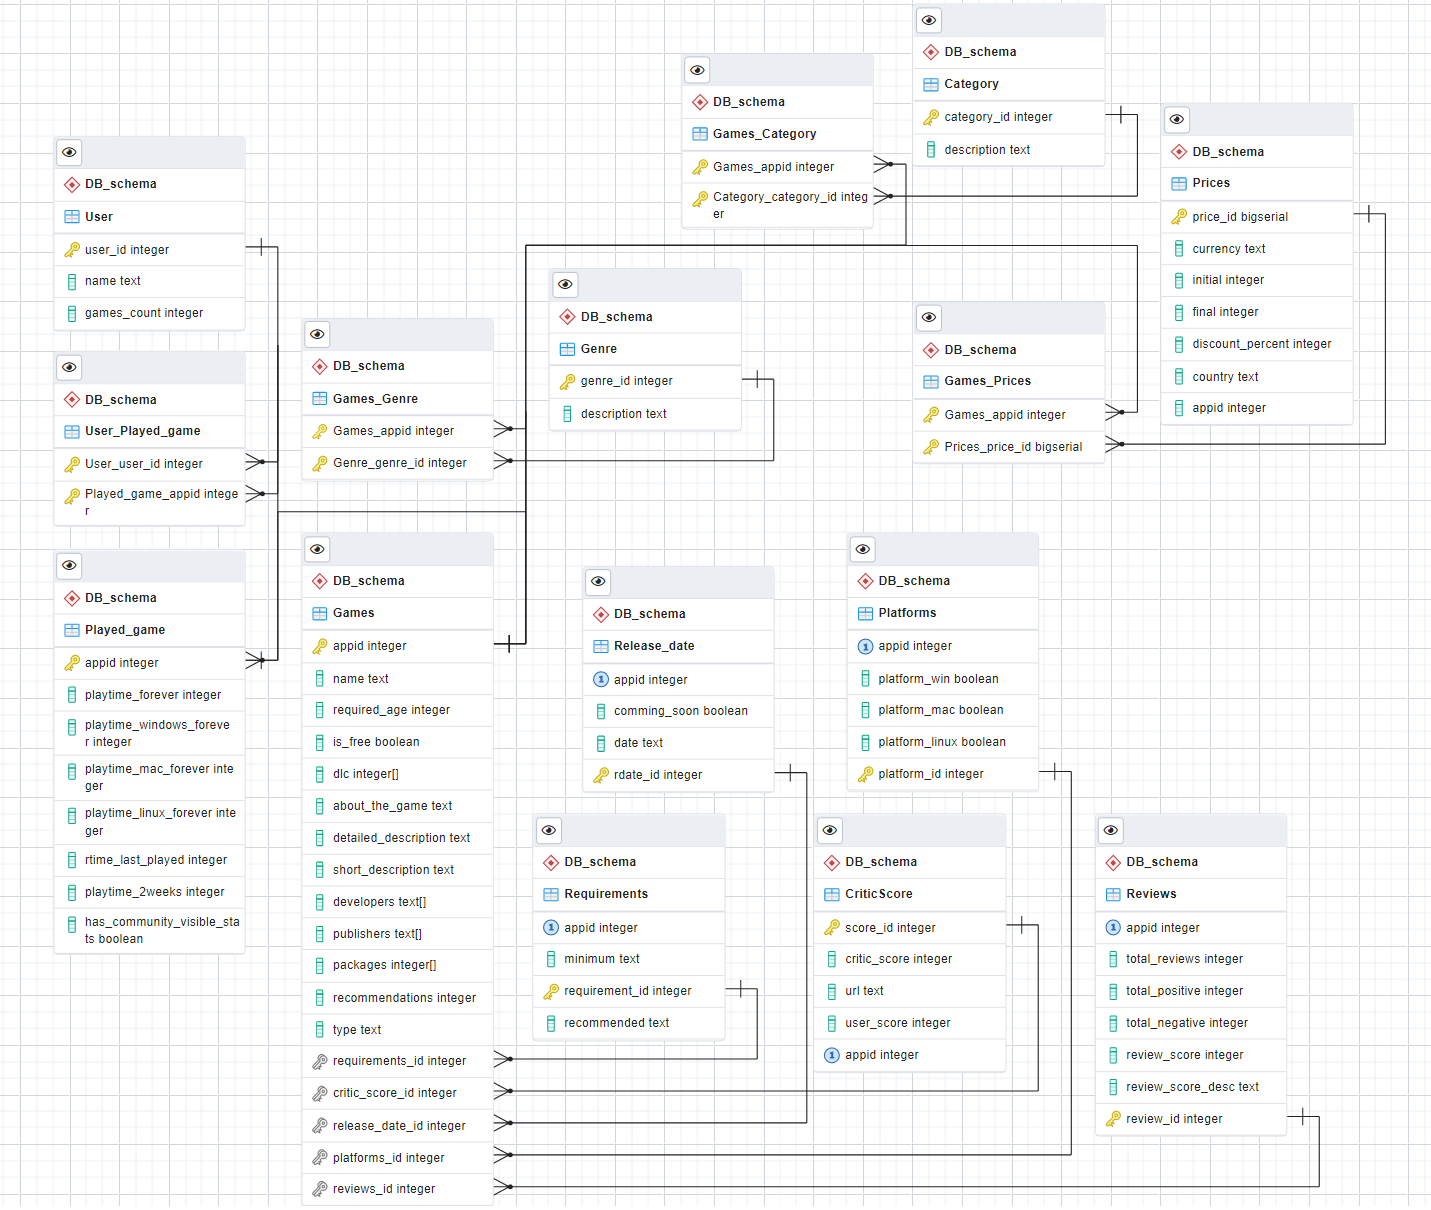 DB_schema
User
user_id integer
name text
games_count integer
DB_schema
User_Played_game
User_user_id integer
Played_game_appid intege
r
DB_schema
Played_game
appid integer
playtime_forever integer
playtime_windows_foreve
r integer
playtime_mac_forever inte
ger
playtime_linux_forever inte
ger
rtime_last_played integer
playtime_2weeks integer
has_community_visible_sta
ts boolean
DB_schema
Games_Genre
Games_appid integer
Genre_genre_id integer
DB_schema
Games
appid integer
name text
required_age integer
is_free boolean
dlc integer[]
about_the_game text
detailed_description text
short_description text
developers text[]
publishers text[]
packages integer[]
recommendations integer
type text
requirements_id integer
critic_score_id integer
release_date_id integer
platforms_id integer
reviews_id integer
DB_schema
Genre
genre_id integer
description text
DB_schema
Games_Category
Games_appid integer
Category_category_id integ
er
DB_schema
Category
category_id integer
description text
DB_schema
Prices
price_id bigserial
currency text
initial integer
final integer
discount_percent integer
country text
appid integer
DB_schema
Games_Prices
Games_appid integer
Prices_price_id bigserial
DB_schema
Release_date
1 appid integer
comming_soon boolean
date text
rdate_id integer
DB_schema
Platforms
1 appid integer
platform_win boolean
platform_mac boolean
platform_linux boolean
platform_id integer
DB_schema
Requirements
1 appid integer
minimum text
requirement_id integer
recommended text
DB_schema
CriticScore
score_id integer
critic_score integer
url text
user_score integer
1 appid integer
DB_schema
Reviews
1 appid integer
total_reviews integer
total_positive integer
total_negative integer
review_score integer
review_score_desc text
review_id integer